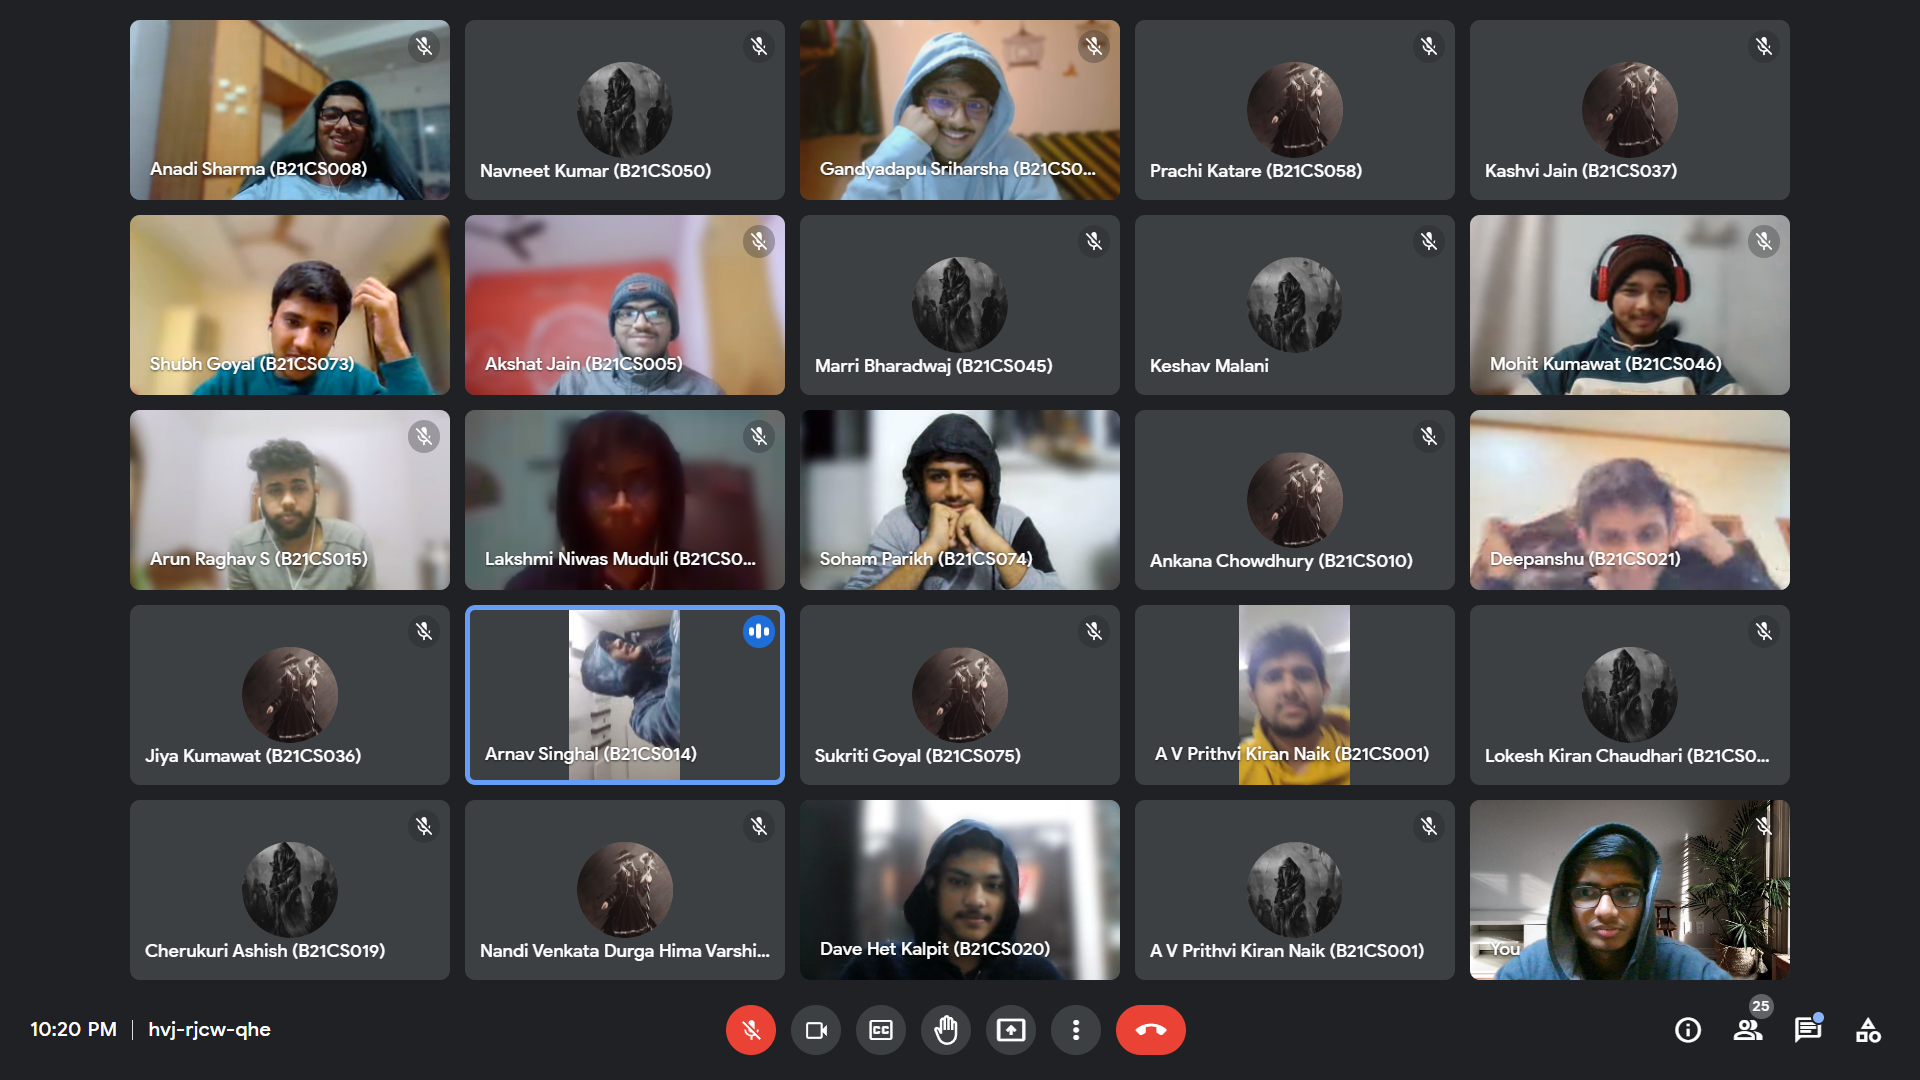 Anadi Sharma (B21CS008)
Navneet Kumar (B21CS050)
Gandyadapu Sriharsha (B21CS0...
Prachi Katare (B21CS058)
Kashvi Jain (B21CS037)
Shubh Goyal (B21CS073)
Akshat Jain (B21CS005)
Marri Bharadwaj (B21CS045)
Keshav Malani
Mohit Kumawat (B21CS046)
Arun Raghav S (B21CS015)
Lakshmi Niwas Muduli (B21CS0...
Soham Parikh (B21CS074)
Ankana Chowdhury (B21CS010)
Deepanshu (B21CS021)
Jiya Kumawat (B21CS036)
Arnav Singhal (B21CS014)
Sukriti Goyal (B21CS075)
A V Prithvi Kiran Naik (B21CS001)
Lokesh Kiran Chaudhari (B21CS0...
Cherukuri Ashish (B21CS019)
Nandi Venkata Durga Hima Varshi...
Dave Het Kalpit (B21CS020)
A V Prithvi Kiran Naik (B21CS001)
You
10:20 PM | hvj-rjcw-qhe
CC
25